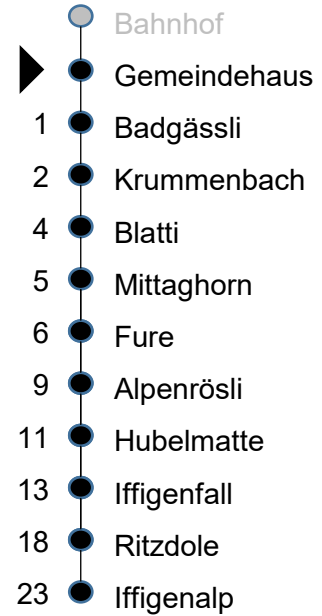 Bahnhof
Gemeindehaus
1 Badgässli
2 Krummenbach
4 Blatti
5 Mittaghorn
6 Fure
9 Alpenrösli
11 Hubelmatte
13 Iffigenfall
18 Ritzdole
23 Iffigenalp